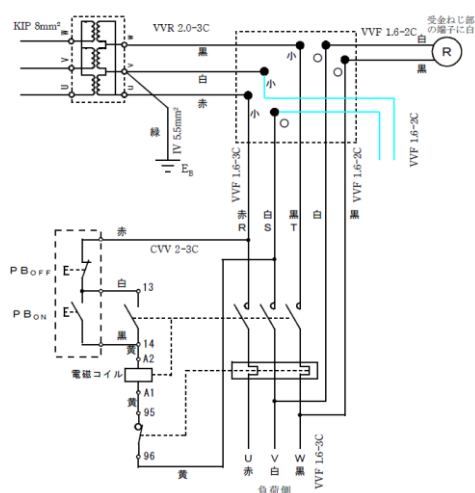 KIP 8mm²
VVR 2.0-3C
VVF 1.6-2C
受金ねじ部
の端子に白
W
W
黒
小
白
R
V
V
白
小
黒
U
U
赤
小
緑
IV 5.5mm²
E_B
VVF 1.6-2C
VVF 1.6-2C
VVF 1.6-3C
VVF 1.6-2C
赤 白 黒 白 黒
R S T
赤
CVV 2-3C
PB_OFF
白
13
PB_ON
黒
14
黄
A2
電磁コイル
A1
黄
95
96
黄
U V W
赤 白 黒
VVF 1.6-3C
負荷側